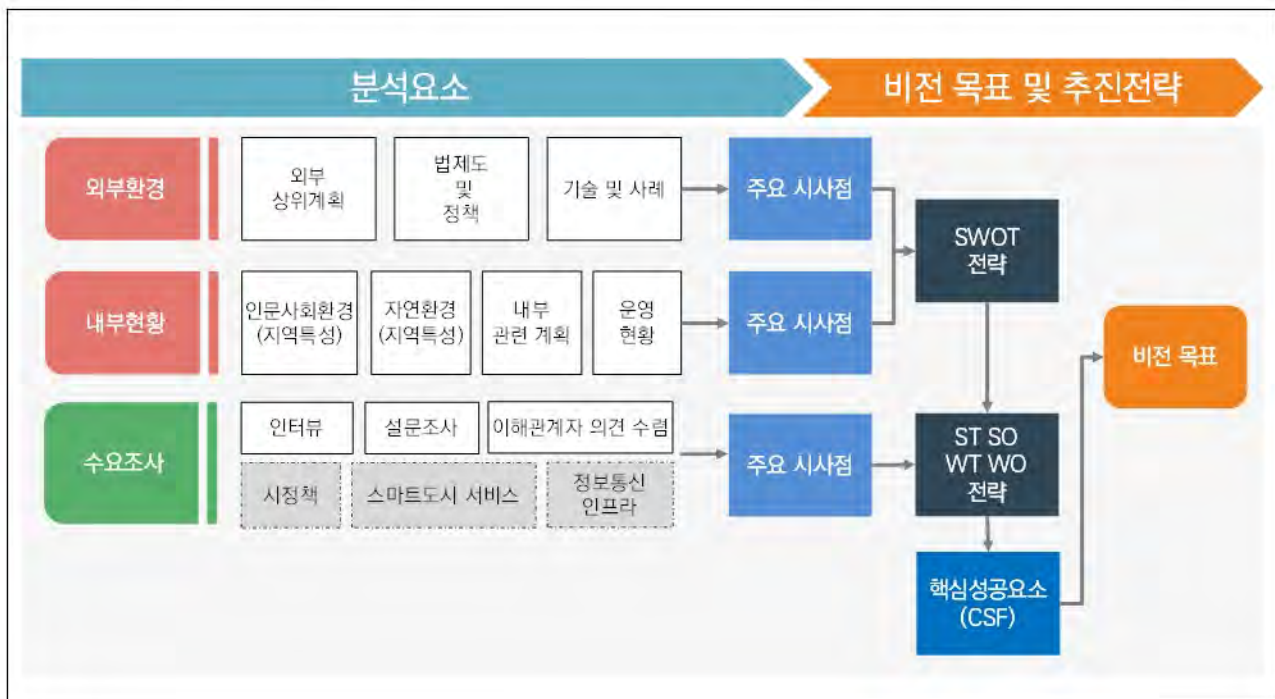 분석요소
비전 목표 및 추진전략
외부환경
외부
상위계획
법제도
및
정책
기술 및 사례
주요 시사점
SWOT
전략
내부현황
인문사회환경
(지역특성)
자연환경
(지역특성)
내부
관련 계획
운영
현황
주요 시사점
비전 목표
수요조사
인터뷰
설문조사
이해관계자 의견 수렴
시정책
스마트도시 서비스
정보통신
인프라
주요 시사점
ST SO
WT WO
전략
핵심성공요소
(CSF)